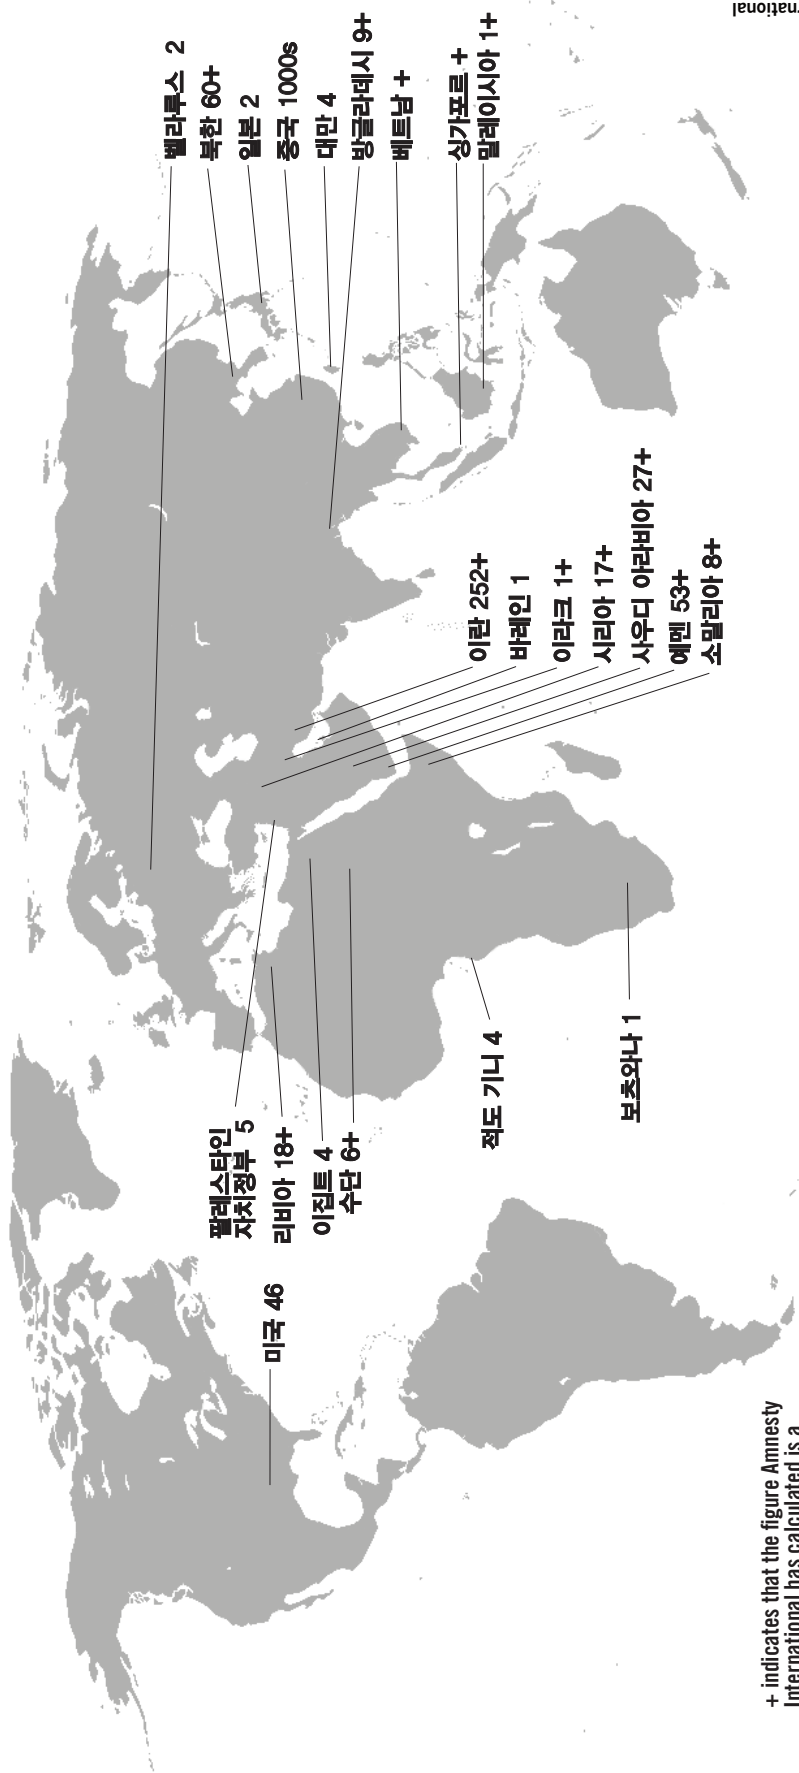 벨라루스 2
북한 60+
일본 2
중국 1000s
대만 4
방글라데시 9+
베트남 +
싱가포르 +
말레이시아 1+
이란 252+
바레인 1
이라크 1+
시리아 17+
사우디 아라비아 27+
예멘 53+
소말리아 8+
팔레스타인
자치정부 5
리비아 18+
이집트 4
수단 6+
적도 기니 4
보츠와나 1
미국 46
+ indicates that the figure Amnesty
International has calculated is a